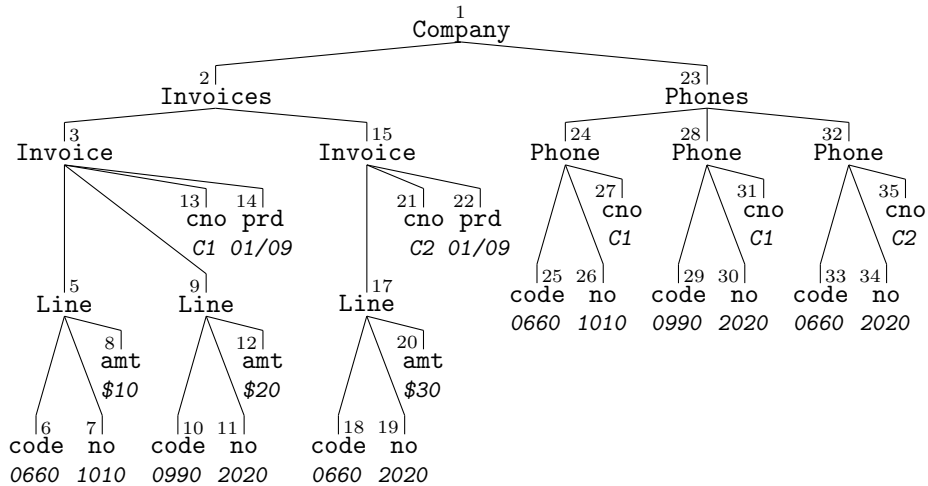 1
Company
2 23
Invoices Phones
3 15 24 28 32
Invoice Invoice Phone Phone Phone
13 14 21 22 27 31 35
cno prd cno prd cno cno cno
C1 01/09 C2 01/09 C1 C1 C2
5 9 17 25 26 29 30 33 34
Line Line Line code no code no code no
0660 1010 0990 2020 0660 2020
8 12 20
amt amt amt
$10 $20 $30
6 7 10 11 18 19
code no code no code no
0660 1010 0990 2020 0660 2020